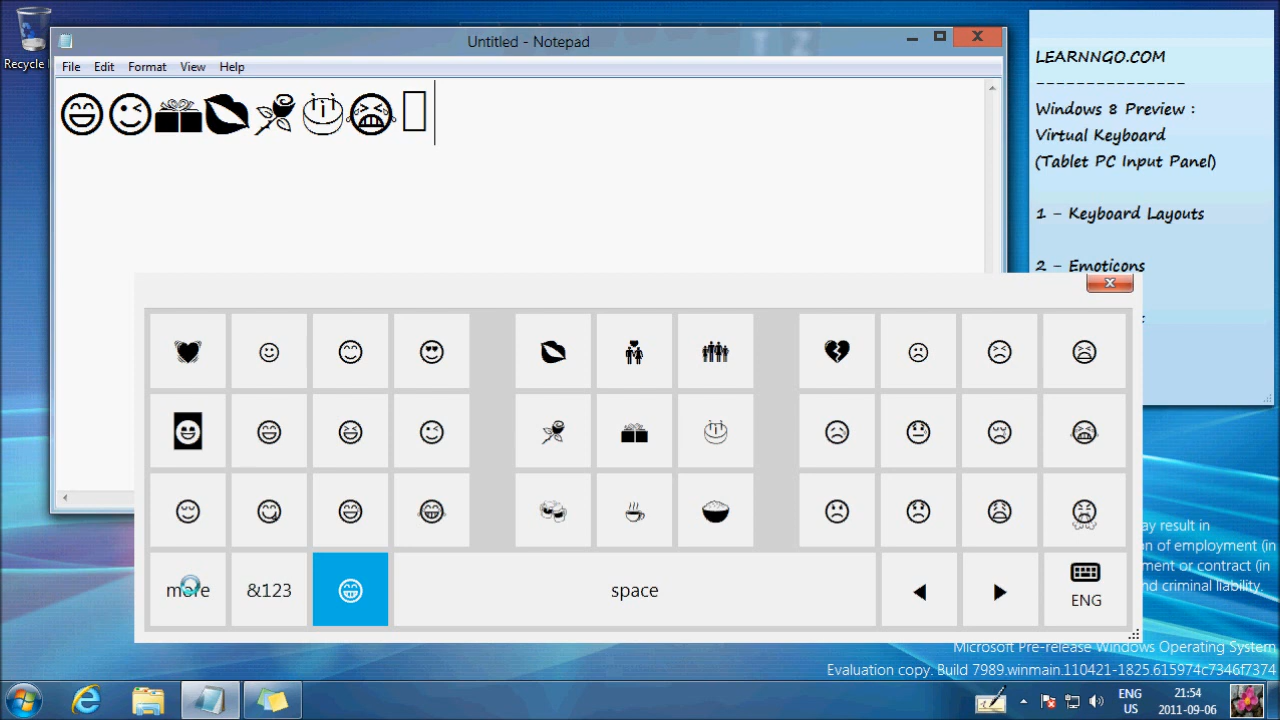 Recycle
Untitled - Notepad
File Edit Format View Help
😄😉🎁💋🌹🎂😭
LEARNNGO.COM
---------------
Windows 8 Preview :
Virtual Keyboard
(Tablet PC Input Panel)
1 - Keyboard Layouts
2 - Emoticons
more &123 space ENG
ay result in
on of employment (in
ment or contract (in
nd criminal liability.
Microsoft Pre-release Windows Operating System
Evaluation copy. Build 7989.winmain.110421-1825.615974c7346f7374
ENG
US
21:54
2011-09-06